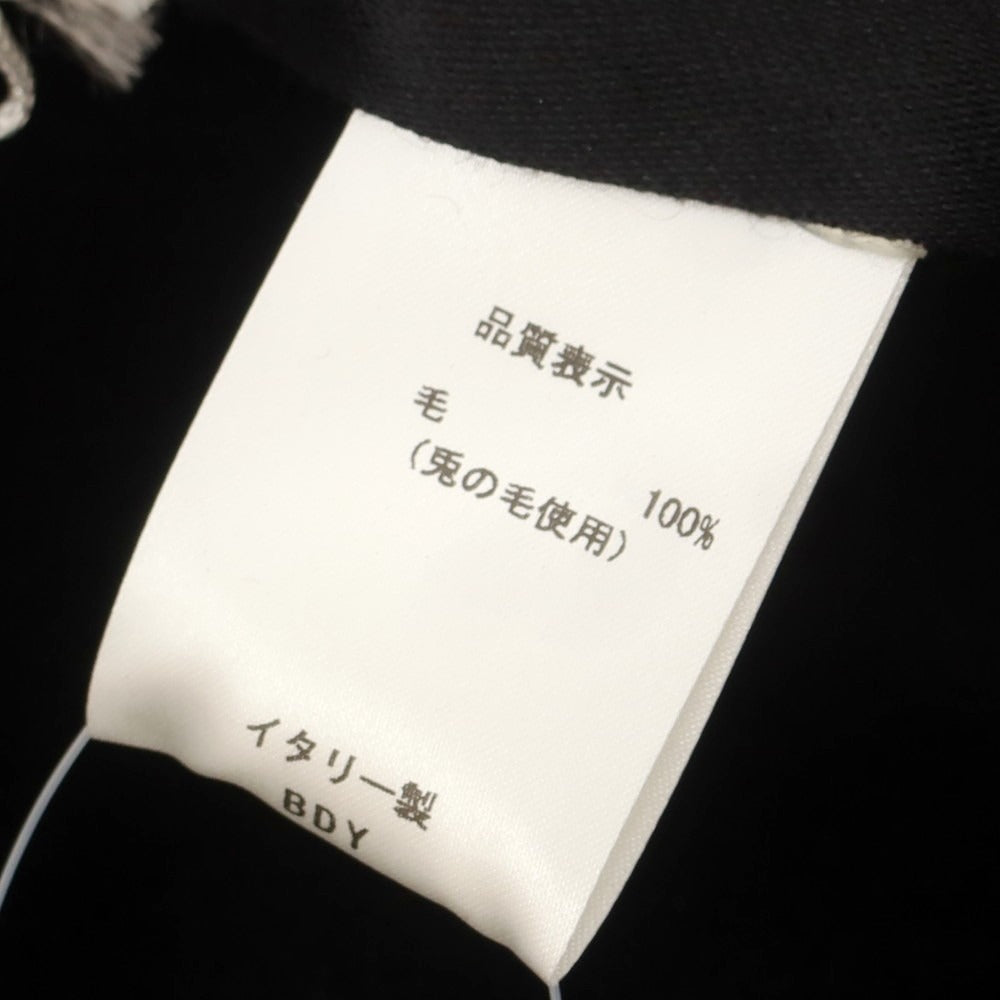 品質表示
毛 100%
(兎の毛使用)
イタリー製
BDY